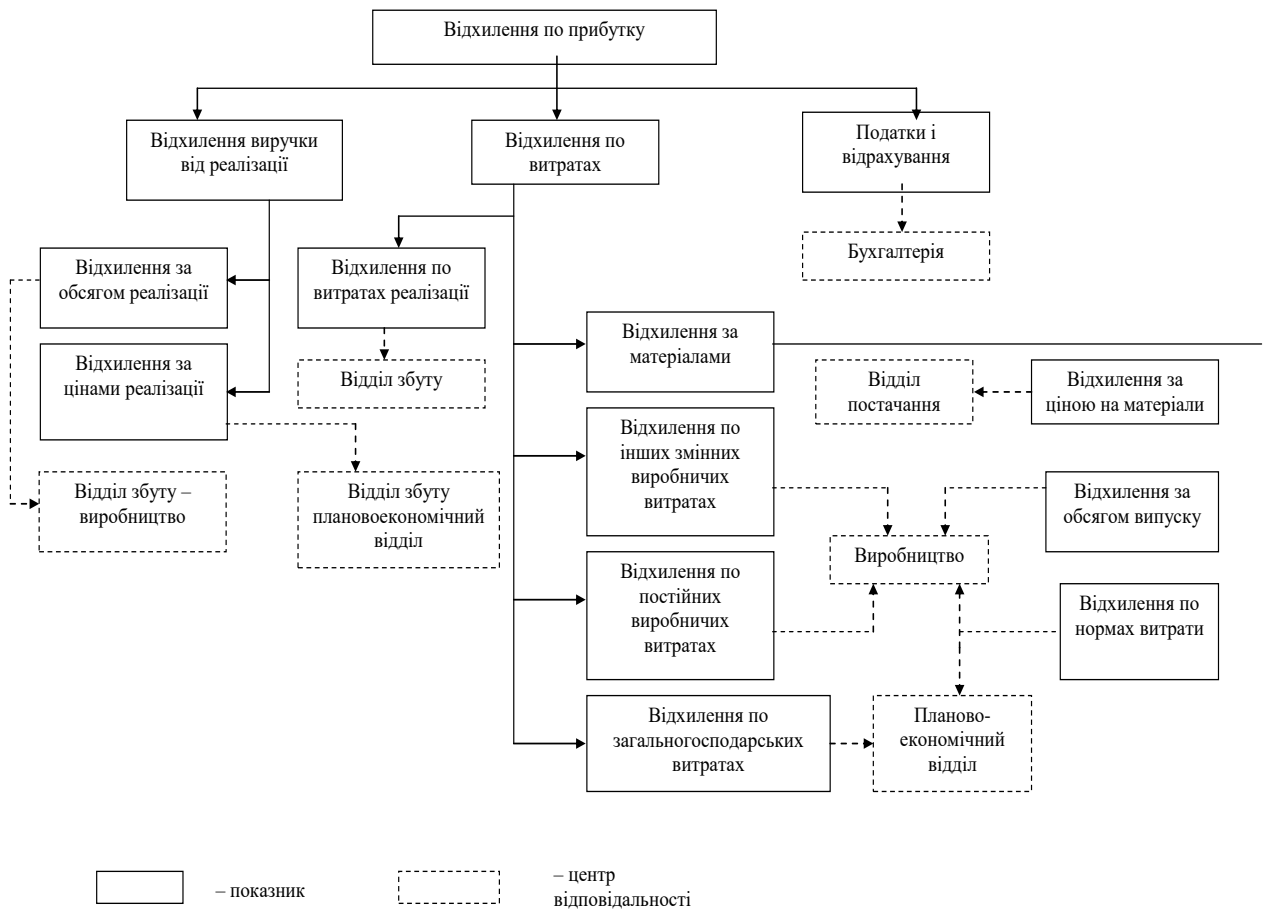 Відхилення по прибутку
Відхилення виручки
від реалізації
Відхилення по
витратах
Податки і
відрахування
Бухгалтерія
Відхилення за
обсягом реалізації
Відхилення по
витратах реалізації
Відхилення за
матеріалами
Відхилення за
цінами реалізації
Відділ збуту
Відділ
постачання
Відхилення за
ціною на матеріали
Відхилення по
інших змінних
виробничих
витратах
Відділ збуту –
виробництво
Відділ збуту
плановоекономічний
відділ
Відхилення за
обсягом випуску
Виробництво
Відхилення по
постійних
виробничих
витратах
Відхилення по
нормах витрати
Відхилення по
загальногосподарських
витратах
Планово-
економічний
відділ
– показник
– центр
відповідальності